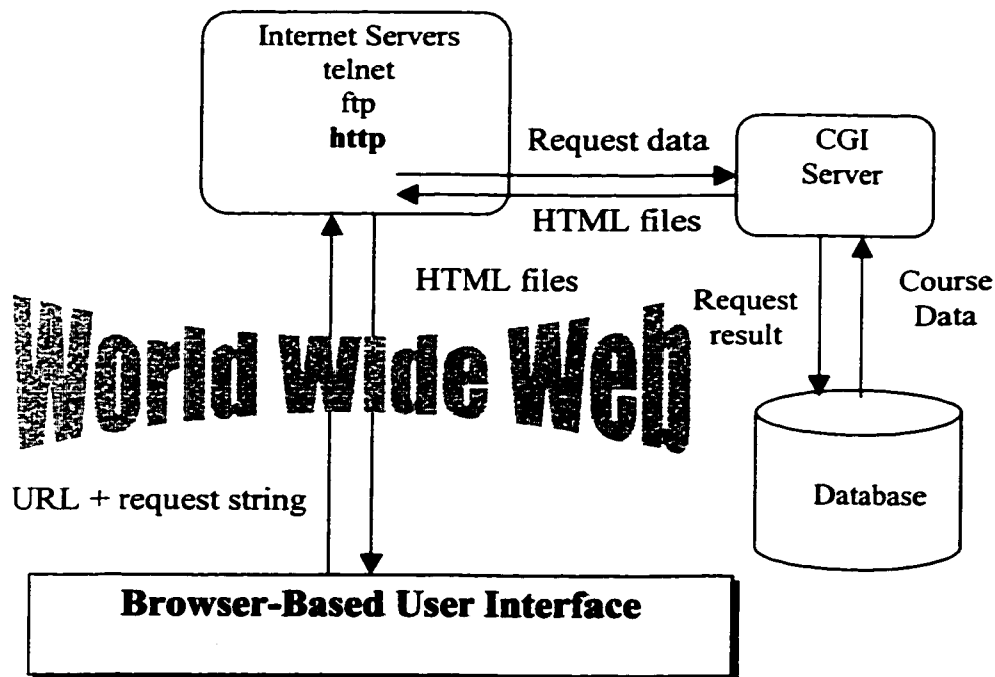 Internet Servers
telnet
ftp
http
Request data
CGI
Server
HTML files
HTML files
Request
result
Course
Data
World Wide Web
URL + request string
Database
Browser-Based User Interface